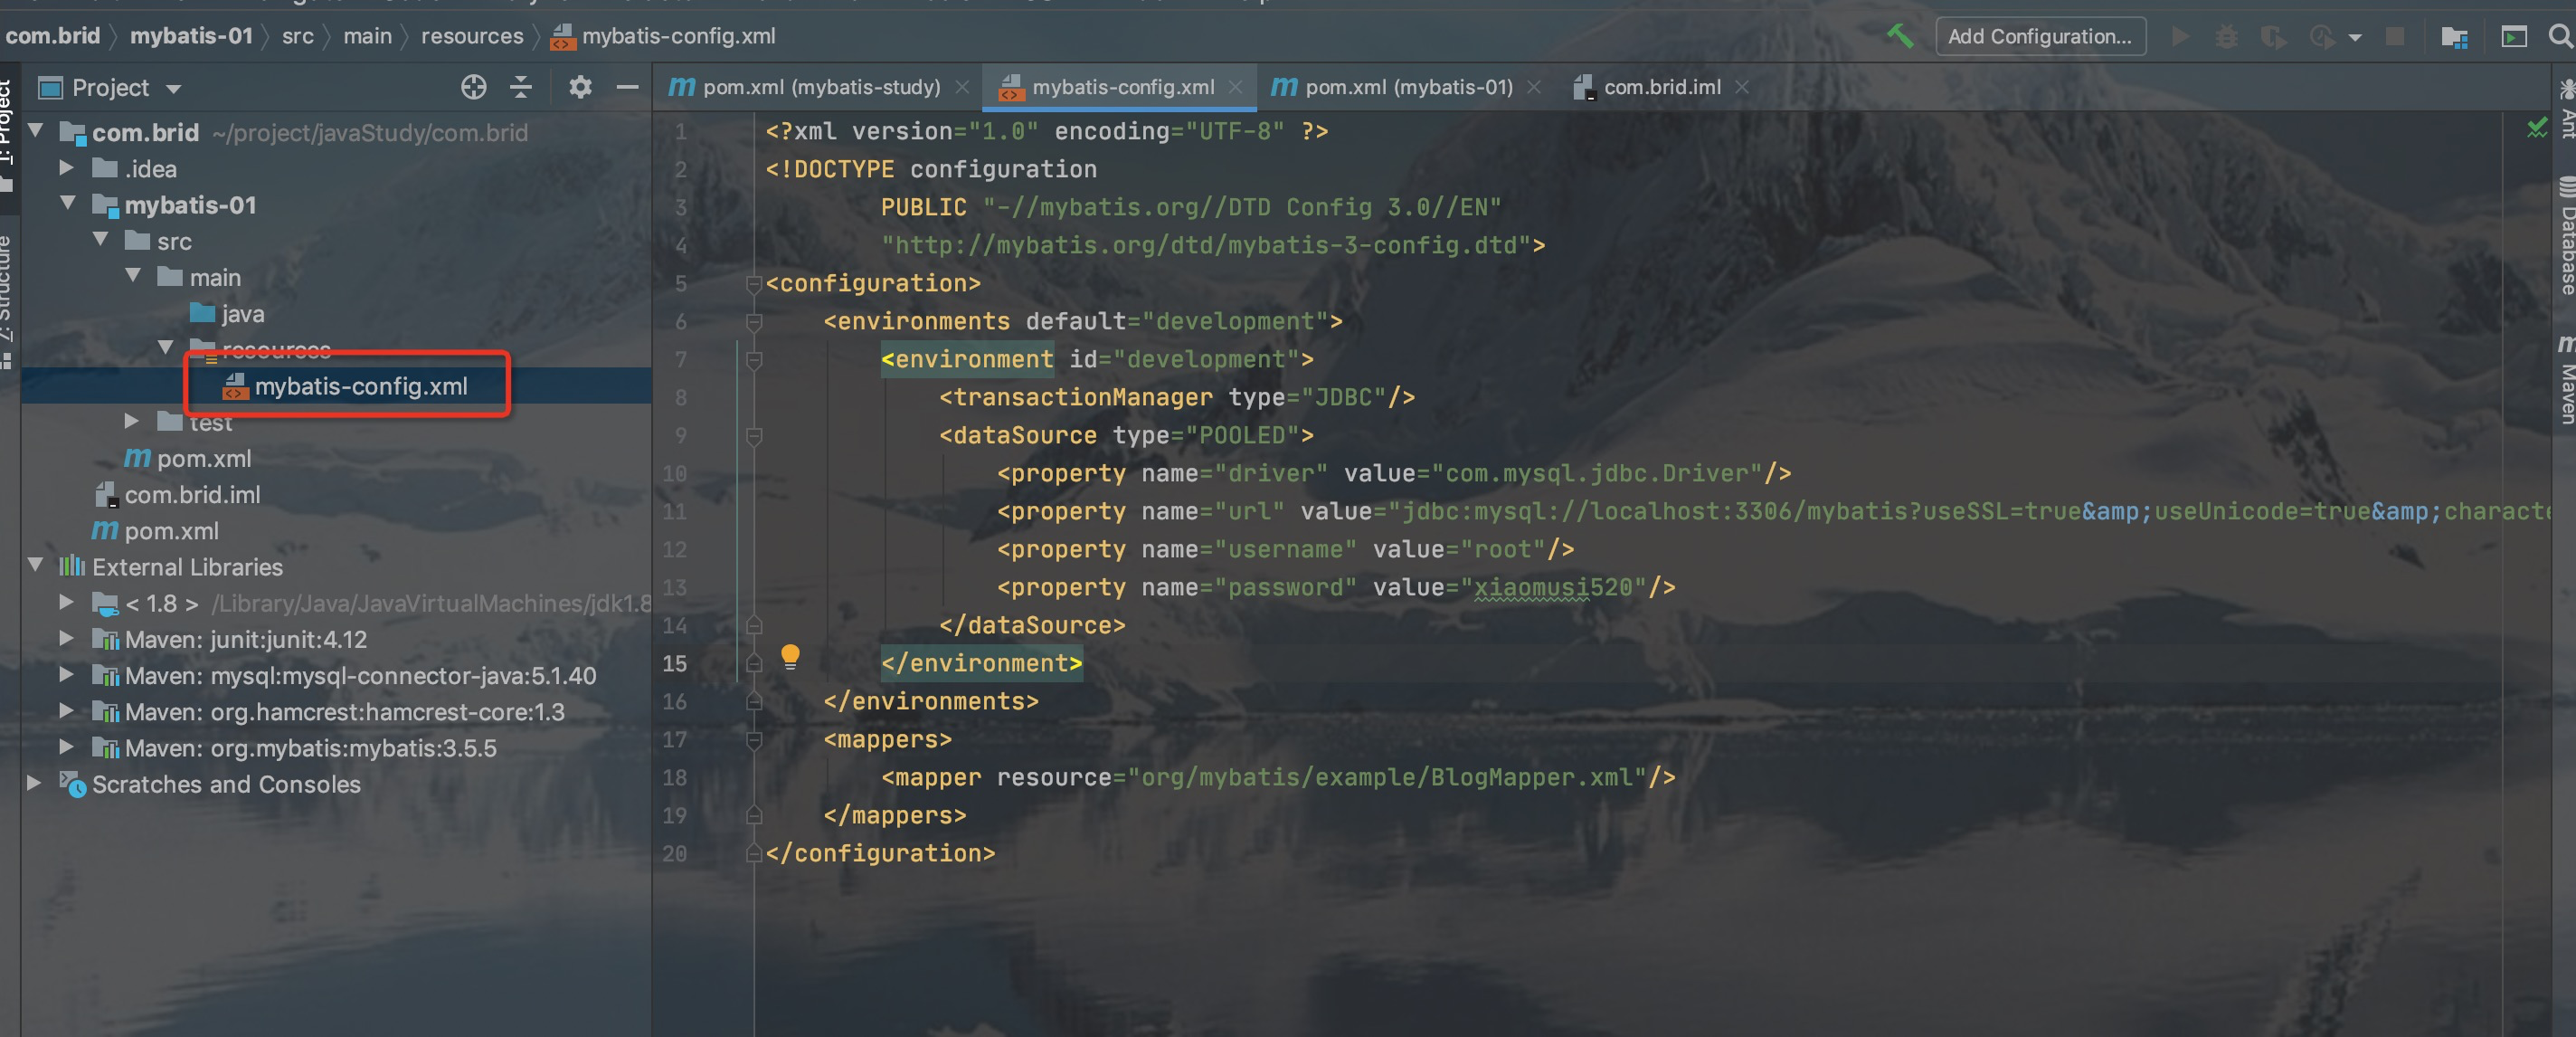 com.brid mybatis-01 src main resources mybatis-config.xml
Add Configuration...
Project
pom.xml (mybatis-study) mybatis-config.xml pom.xml (mybatis-01) com.brid.iml
1: Project
7: Structure
com.brid ~/project/javaStudy/com.brid
.idea
mybatis-01
src
main
java
resources
mybatis-config.xml
test
pom.xml
com.brid.iml
pom.xml
External Libraries
< 1.8 > /Library/Java/JavaVirtualMachines/jdk1.8
Maven: junit:junit:4.12
Maven: mysql:mysql-connector-java:5.1.40
Maven: org.hamcrest:hamcrest-core:1.3
Maven: org.mybatis:mybatis:3.5.5
Scratches and Consoles
1 <?xml version="1.0" encoding="UTF-8" ?>
2 <!DOCTYPE configuration
3 PUBLIC "-//mybatis.org//DTD Config 3.0//EN"
4 "http://mybatis.org/dtd/mybatis-3-config.dtd">
5 <configuration>
6 <environments default="development">
7 <environment id="development">
8 <transactionManager type="JDBC"/>
9 <dataSource type="POOLED">
10 <property name="driver" value="com.mysql.jdbc.Driver"/>
11 <property name="url" value="jdbc:mysql://localhost:3306/mybatis?useSSL=true&amp;useUnicode=true&amp;characte
12 <property name="username" value="root"/>
13 <property name="password" value="xiaomusi520"/>
14 </dataSource>
15 </environment>
16 </environments>
17 <mappers>
18 <mapper resource="org/mybatis/example/BlogMapper.xml"/>
19 </mappers>
20 </configuration>
Ant
Database
Maven